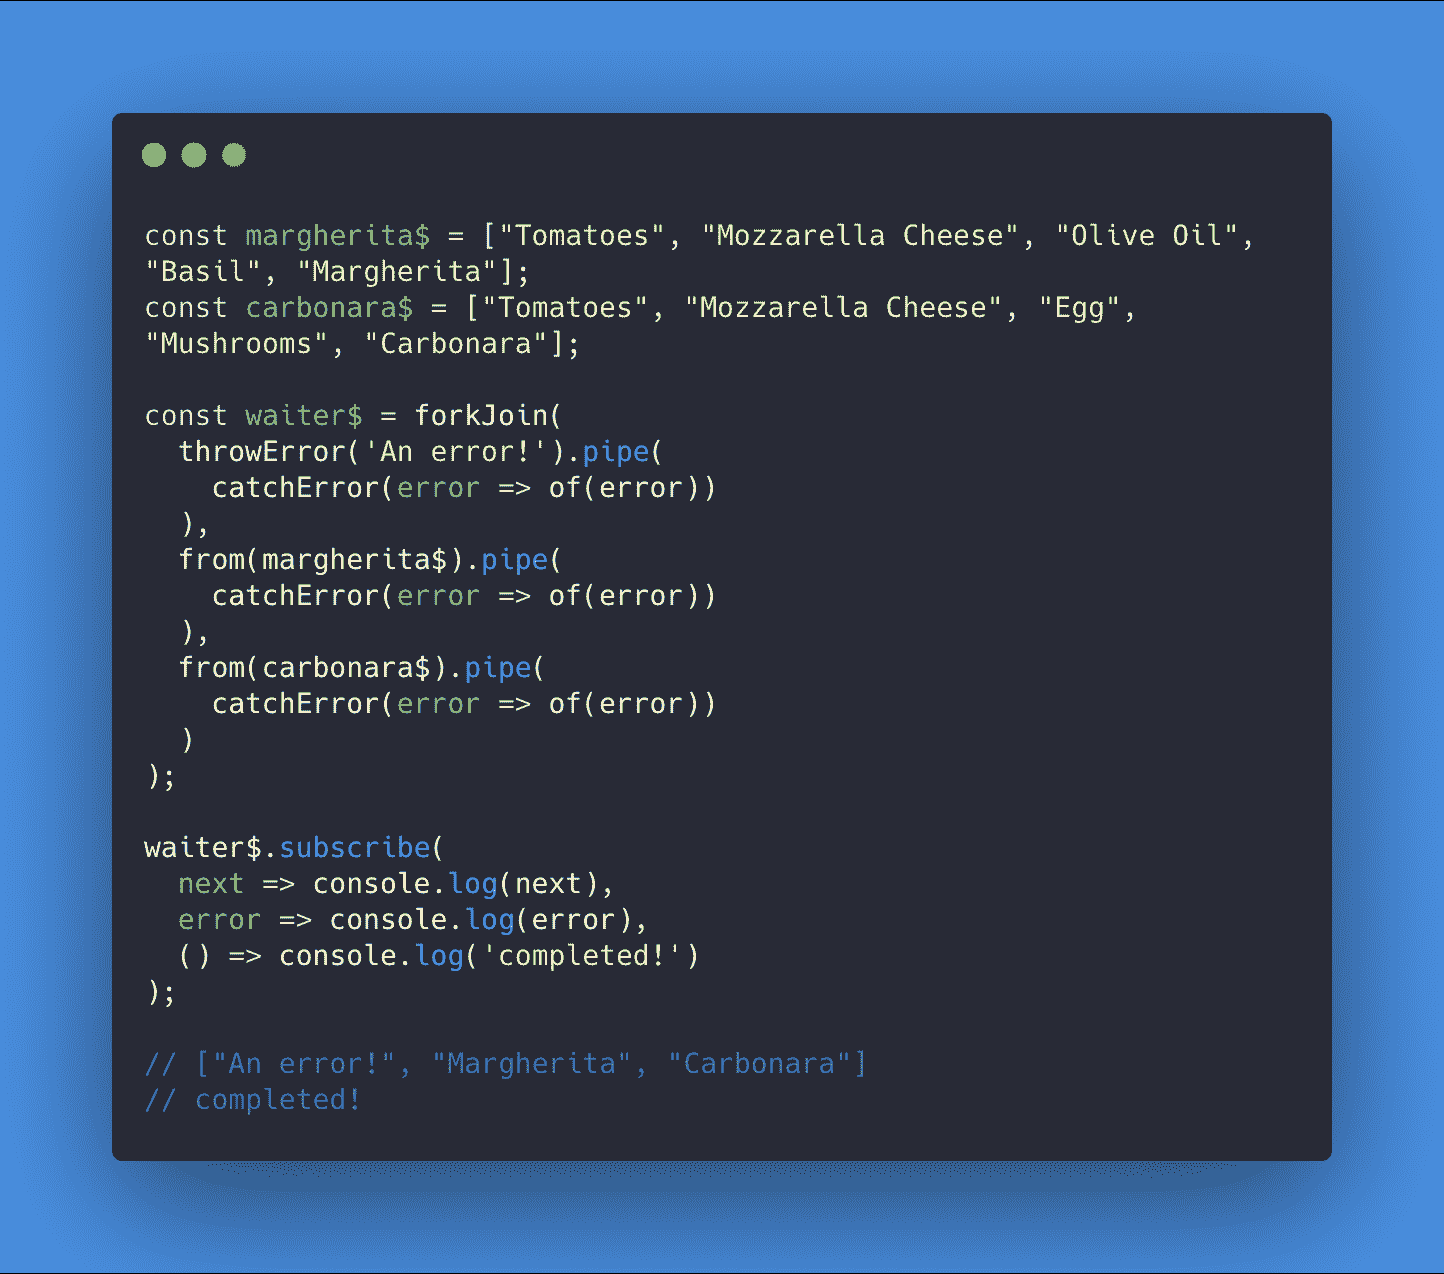 const margherita$ = ["Tomatoes", "Mozzarella Cheese", "Olive Oil",
"Basil", "Margherita"];
const carbonara$ = ["Tomatoes", "Mozzarella Cheese", "Egg",
"Mushrooms", "Carbonara"];

const waiter$ = forkJoin(
  throwError('An error!').pipe(
    catchError(error => of(error))
  ),
  from(margherita$).pipe(
    catchError(error => of(error))
  ),
  from(carbonara$).pipe(
    catchError(error => of(error))
  )
);

waiter$.subscribe(
  next => console.log(next),
  error => console.log(error),
  () => console.log('completed!')
);

// ["An error!", "Margherita", "Carbonara"]
// completed!